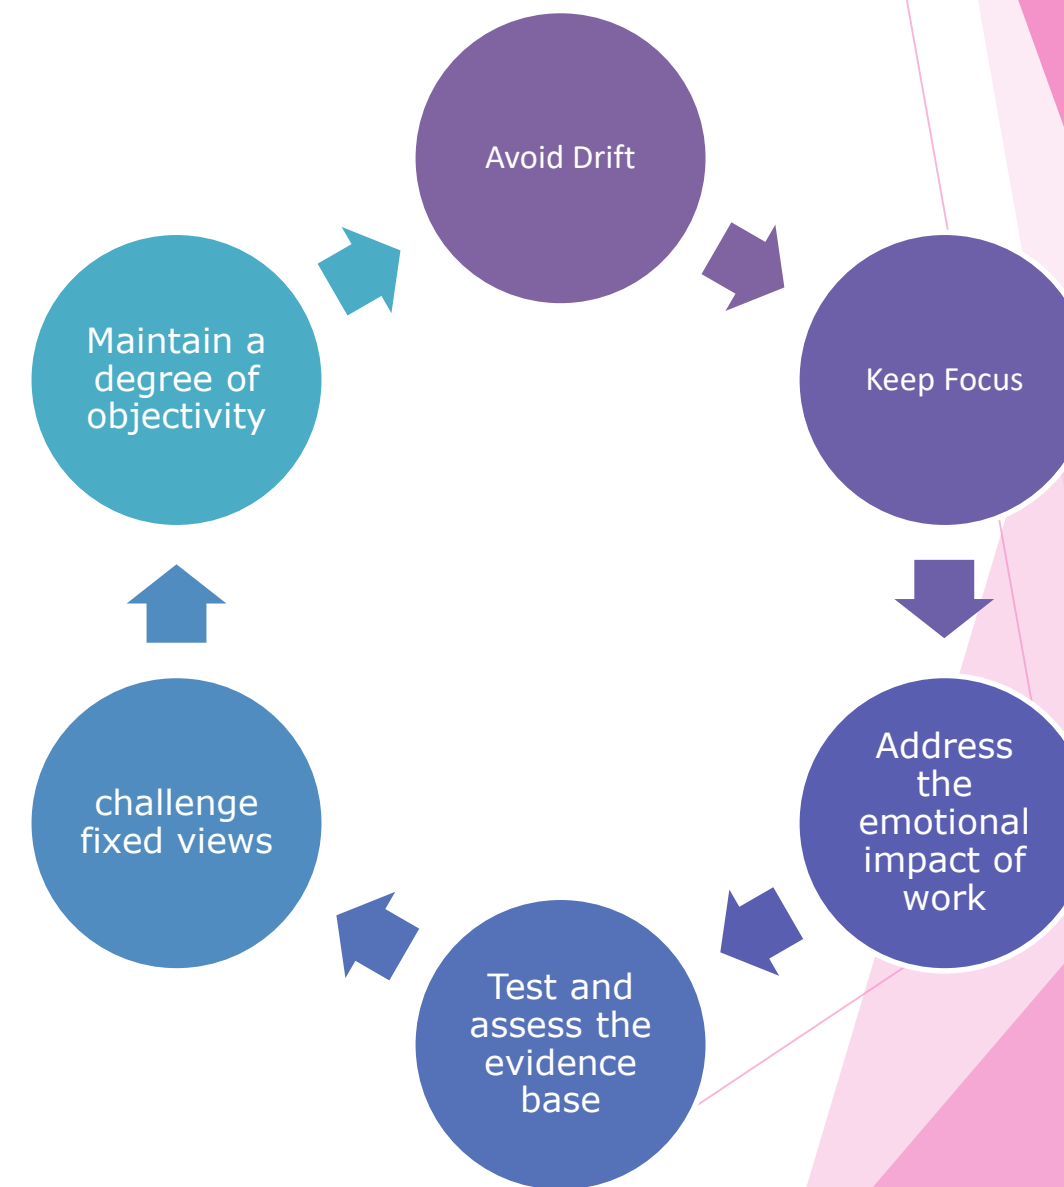 Avoid Drift
Keep Focus
Address
the
emotional
impact of
work
Test and
assess the
evidence
base
challenge
fixed views
Maintain a
degree of
objectivity